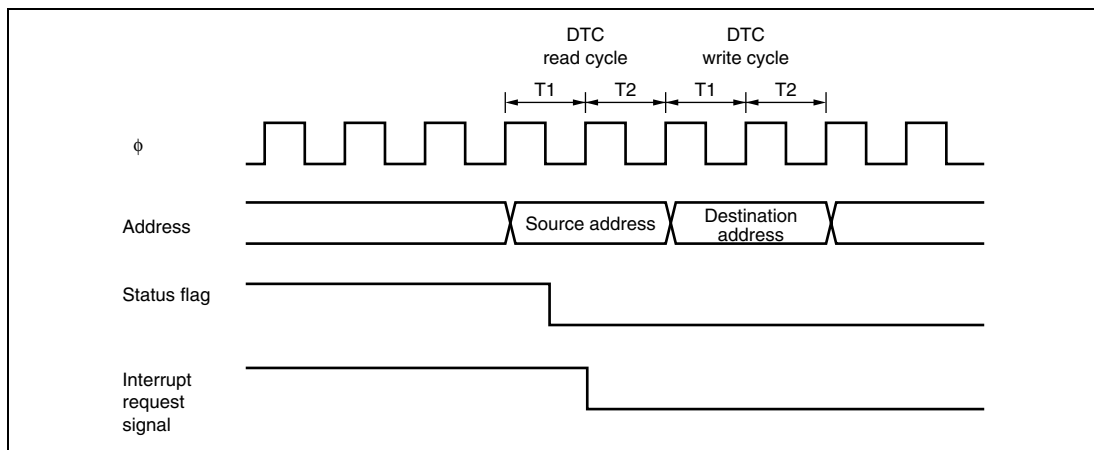 DTC
read cycle
DTC
write cycle
T1 T2 T1 T2
ϕ
Address
Source address
Destination
address
Status flag
Interrupt
request
signal